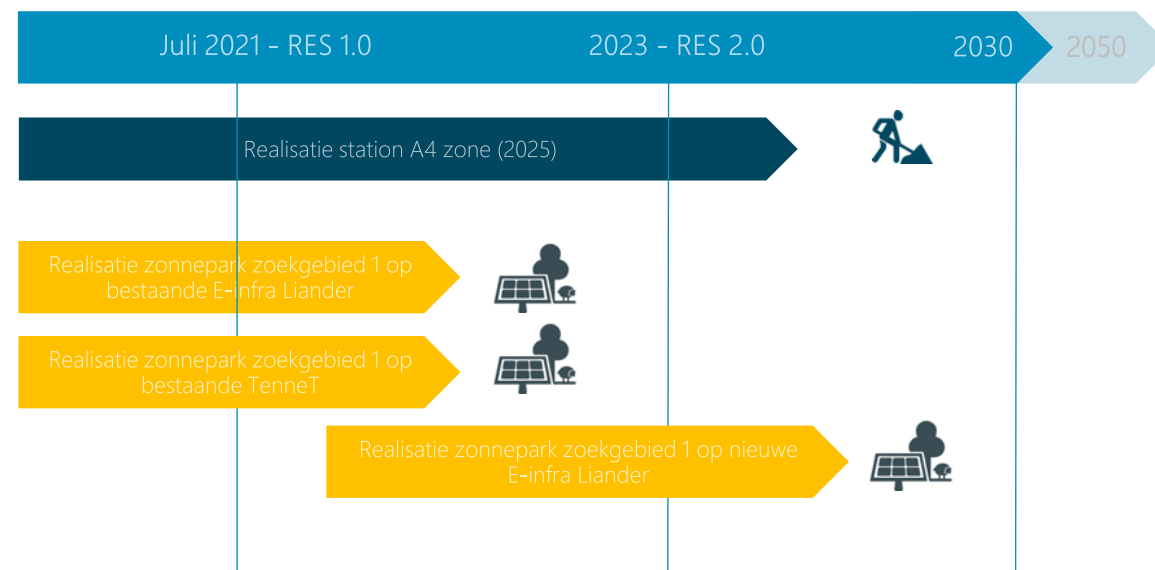 Juli 2021 - RES 1.0
2023 - RES 2.0
2030
2050
Realisatie station A4 zone (2025)
Realisatie zonnepark zoekgebied 1 op
bestaande E-infra Liander
Realisatie zonnepark zoekgebied 1 op
bestaande TenneT
Realisatie zonnepark zoekgebied 1 op nieuwe
E-infra Liander